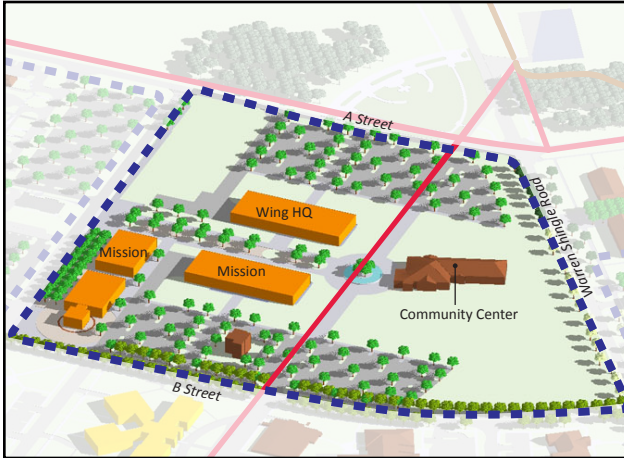 A Street
Warren Shingle Road
Wing HQ
Mission
Mission
Community Center
B Street